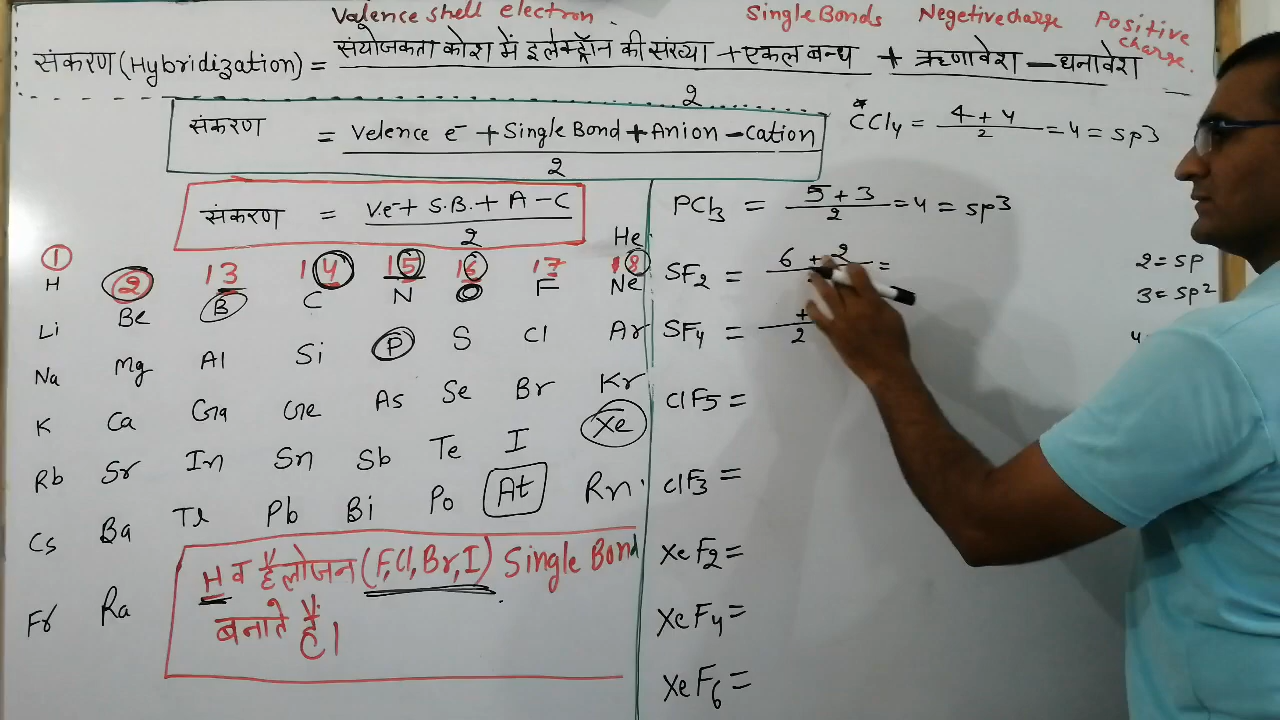 Valence shell electron. Single Bonds Negetive charge Positive charge.
संकरण (Hybridization) = संयोजकता कोश में इलेक्ट्रॉन की संख्या + एकल बन्ध + ऋणावेश - धनावेश
2
संकरण = Velence e- + Single Bond + Anion - Cation
2
संकरण = V.e- + S.B. + A - C
2
1 2 13 14 15 16 17 18
He
H Be B C N O F Ne
Li Mg Al Si P S Cl Ar
Na Ca Ga Ge As Se Br Kr
K Sr In Sn Sb Te I Xe
Rb Ba Tl Pb Bi Po At Rn
Cs Ra
Fr
H व हैलोजन (F, Cl, Br, I) Single Bond
बनाते हैं।
*CCl4 = 4 + 4
2
= 4 = sp3
PCl3 = 5 + 3
2
= 4 = sp3
SF2 = 6 + 2
=
SF4 = +
2
ClF5 =
ClF3 =
XeF2 =
XeF4 =
XeF6 =
2 = sp
3 = sp2